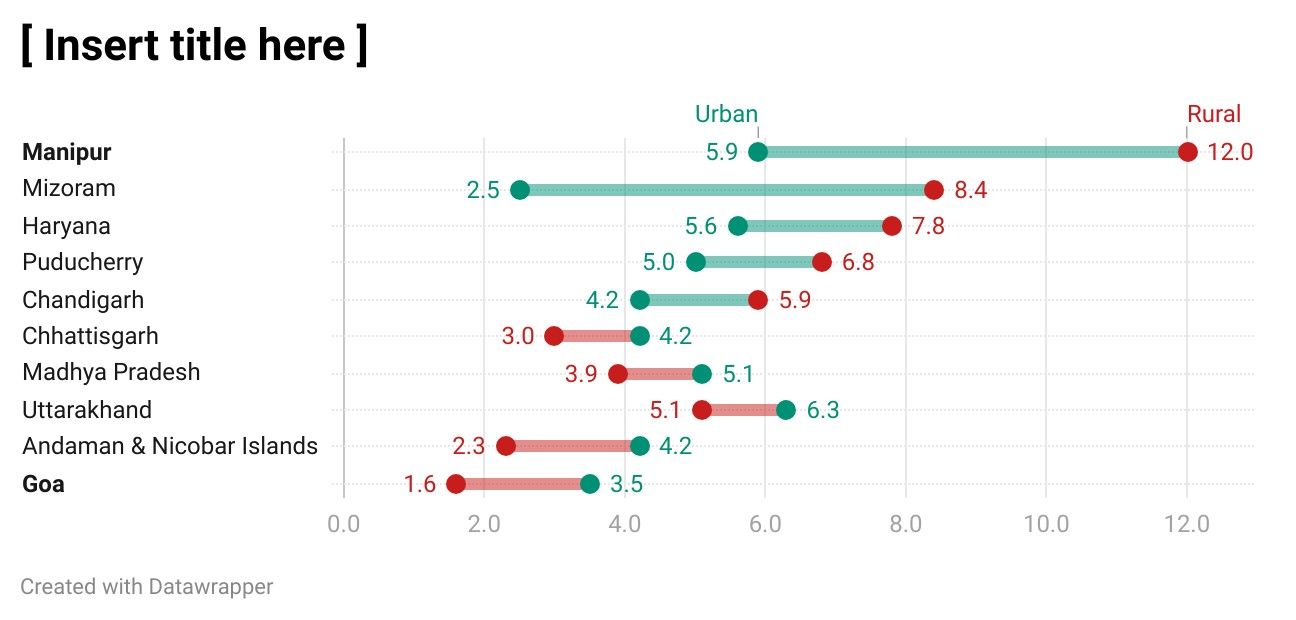 [ Insert title here ]
Urban Rural
Manipur 5.9 12.0
Mizoram 2.5 8.4
Haryana 5.6 7.8
Puducherry 5.0 6.8
Chandigarh 4.2 5.9
Chhattisgarh 3.0 4.2
Madhya Pradesh 3.9 5.1
Uttarakhand 5.1 6.3
Andaman & Nicobar Islands 2.3 4.2
Goa 1.6 3.5
0.0 2.0 4.0 6.0 8.0 10.0 12.0
Created with Datawrapper